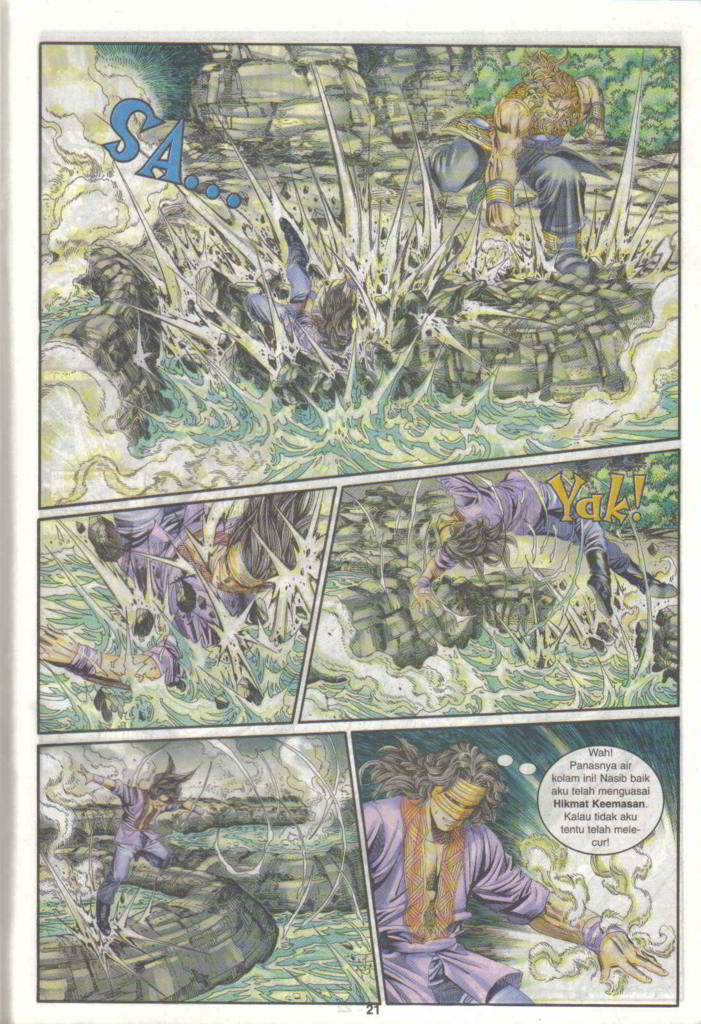 SA...
Yak!
Wah!
Panasnya air
kolam ini! Nasib baik
aku telah menguasai
Hikmat Keemasan.
Kalau tidak aku
tentu telah mele-
cur!
21